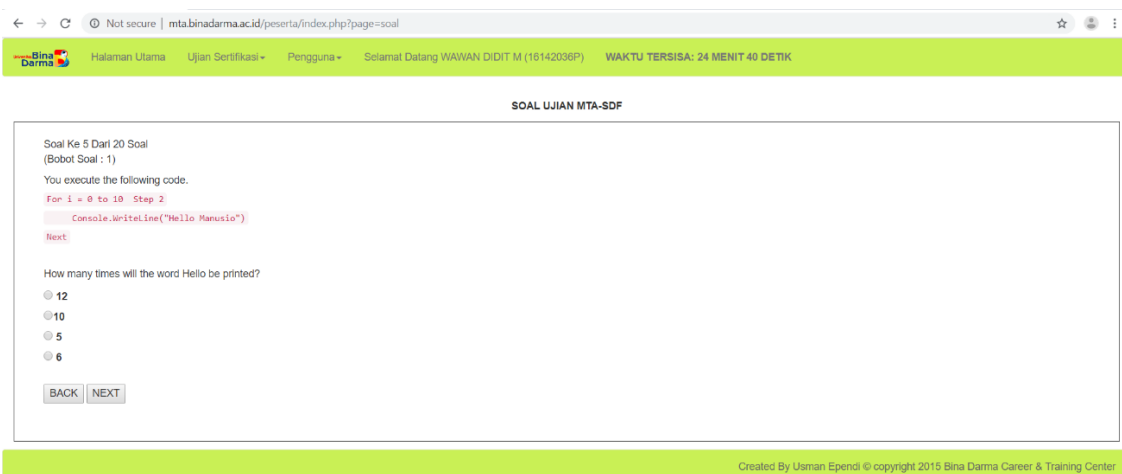 Not secure | mta.binadarma.ac.id/peserta/index.php?page=soal
Bina Darma
Halaman Utama Ujian Sertifikasi Pengguna Selamat Datang WAWAN DIDIT M (16142036P) WAKTU TERSISA: 24 MENIT 40 DETIK
SOAL UJIAN MTA-SDF
Soal Ke 5 Dari 20 Soal
(Bobot Soal : 1)
You execute the following code.
For i = 0 to 10 Step 2
Console.WriteLine("Hello Manusio")
Next
How many times will the word Hello be printed?
12
10
5
6
BACK NEXT
Created By Usman Ependi © copyright 2015 Bina Darma Career & Training Center